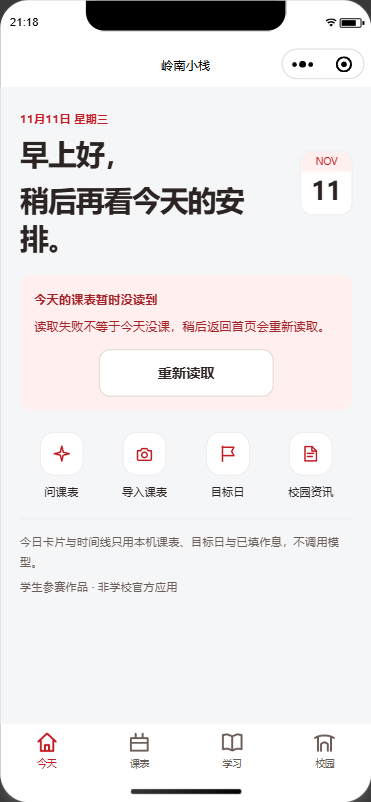 21:18
岭南小栈
11月11日 星期三
早上好，
稍后再看今天的安
排。
NOV
11
今天的课表暂时没读到
读取失败不等于今天没课，稍后返回首页会重新读取。
重新读取
问课表
导入课表
目标日
校园资讯
今日卡片与时间线只用本机课表、目标日与已填作息，不调用模
型。
学生参赛作品 · 非学校官方应用
今天
课表
学习
校园